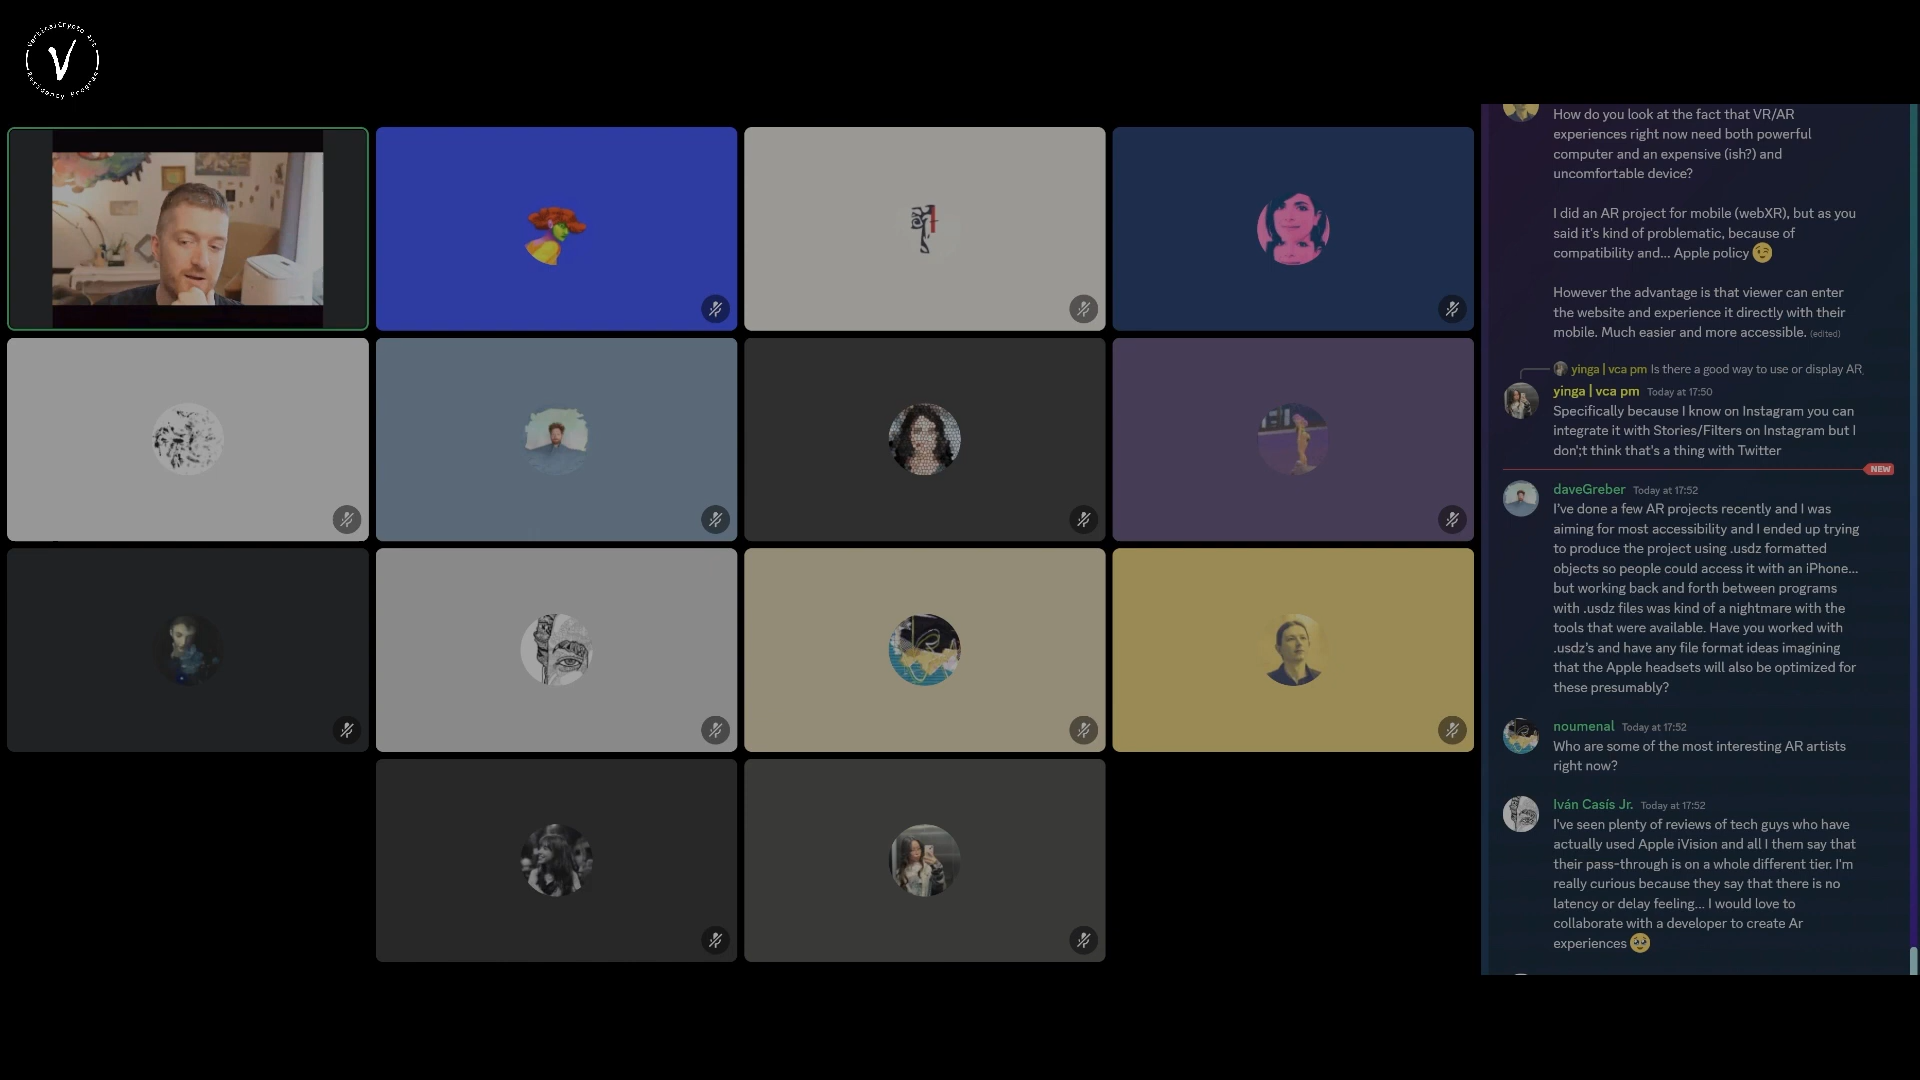 Verbina: Crypto Art
V
Residency Program
How do you look at the fact that VR/AR
experiences right now need both powerful
computer and an expensive (ish?) and
uncomfortable device?
I did an AR project for mobile (webXR), but as you
said it's kind of problematic, because of
compatibility and... Apple policy
However the advantage is that viewer can enter
the website and experience it directly with their
mobile. Much easier and more accessible. (edited)
yinga | vca pm Is there a good way to use or display AR,
yinga | vca pm Today at 17:50
Specifically because I know on Instagram you can
integrate it with Stories/Filters on Instagram but I
don';t think that's a thing with Twitter
NEW
daveGreber Today at 17:52
I've done a few AR projects recently and I was
aiming for most accessibility and I ended up trying
to produce the project using .usdz formatted
objects so people could access it with an iPhone...
but working back and forth between programs
with .usdz files was kind of a nightmare with the
tools that were available. Have you worked with
.usdz's and have any file format ideas imagining
that the Apple headsets will also be optimized for
these presumably?
noumenal Today at 17:52
Who are some of the most interesting AR artists
right now?
Iván Casís Jr. Today at 17:52
I've seen plenty of reviews of tech guys who have
actually used Apple iVision and all I them say that
their pass-through is on a whole different tier. I'm
really curious because they say that there is no
latency or delay feeling... I would love to
collaborate with a developer to create Ar
experiences